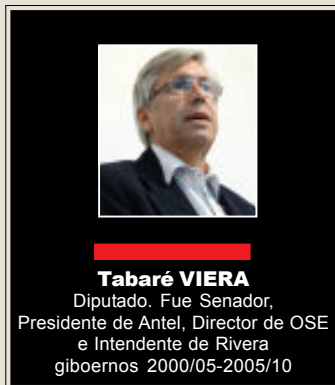 Tabaré VIERA
Diputado. Fue Senador,
Presidente de Antel, Director de OSE
e Intendente de Rivera
giboernos 2000/05-2005/10